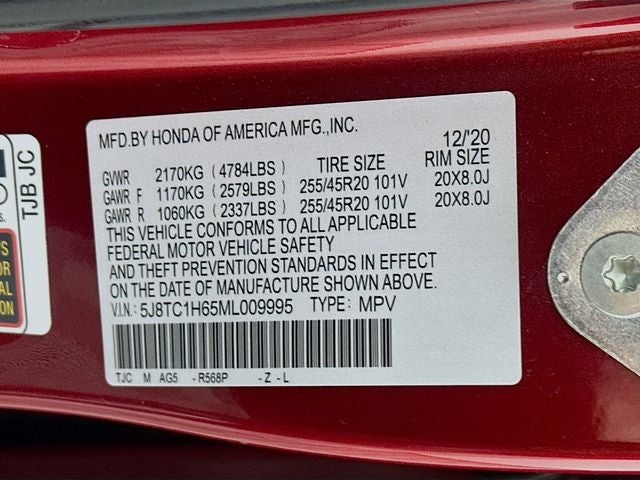 MFD.BY HONDA OF AMERICA MFG.,INC.
12/'20
GVWR 2170KG (4784LBS) TIRE SIZE RIM SIZE
GAWR F 1170KG (2579LBS) 255/45R20 101V 20X8.0J
GAWR R 1060KG (2337LBS) 255/45R20 101V 20X8.0J
THIS VEHICLE CONFORMS TO ALL APPLICABLE
FEDERAL MOTOR VEHICLE SAFETY
AND THEFT PREVENTION STANDARDS IN EFFECT
ON THE DATE OF MANUFACTURE SHOWN ABOVE.
V.I.N.: 5J8TC1H65ML009995 TYPE: MPV
TJC M AG5 -R568P -Z -L
TJB JC